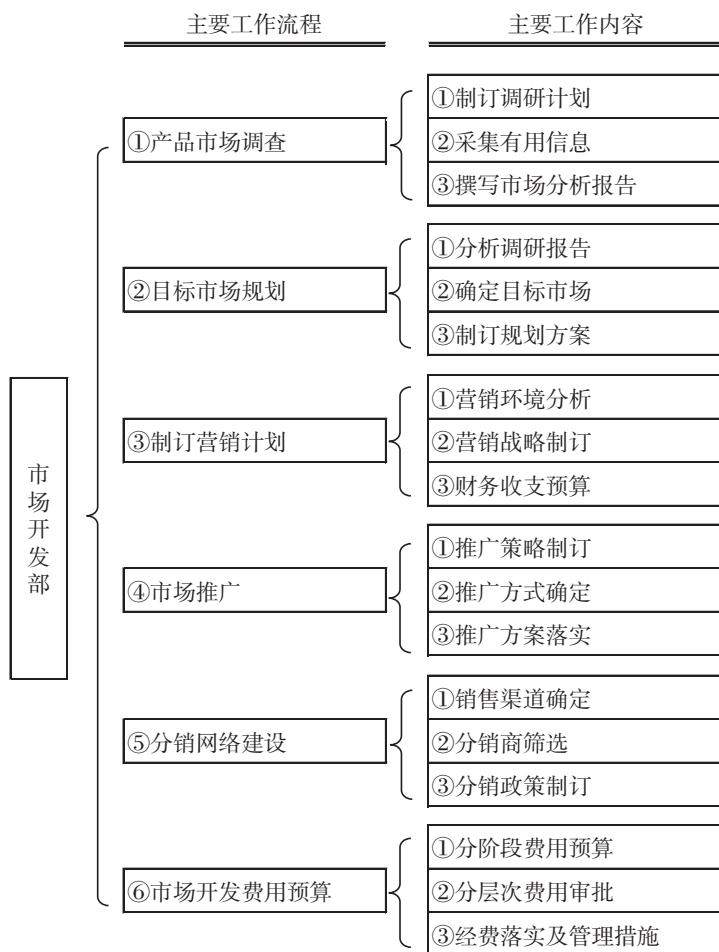 主要工作流程
主要工作内容
市场开发部
①产品市场调查
①制订调研计划
②采集有用信息
③撰写市场分析报告
②目标市场规划
①分析调研报告
②确定目标市场
③制订规划方案
③制订营销计划
①营销环境分析
②营销战略制订
③财务收支预算
④市场推广
①推广策略制订
②推广方式确定
③推广方案落实
⑤分销网络建设
①销售渠道确定
②分销商筛选
③分销政策制订
⑥市场开发费用预算
①分阶段费用预算
②分层次费用审批
③经费落实及管理措施